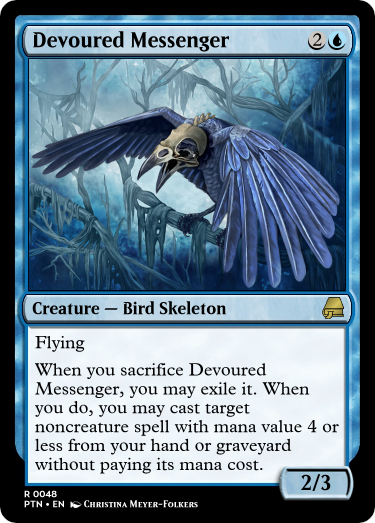 Devoured Messenger 2
Creature — Bird Skeleton
Flying
When you sacrifice Devoured
Messenger, you may exile it. When
you do, you may cast target
noncreature spell with mana value 4 or
less from your hand or graveyard
without paying its mana cost.
2/3
R 0048
PTN • EN Christina Meyer-Folkers